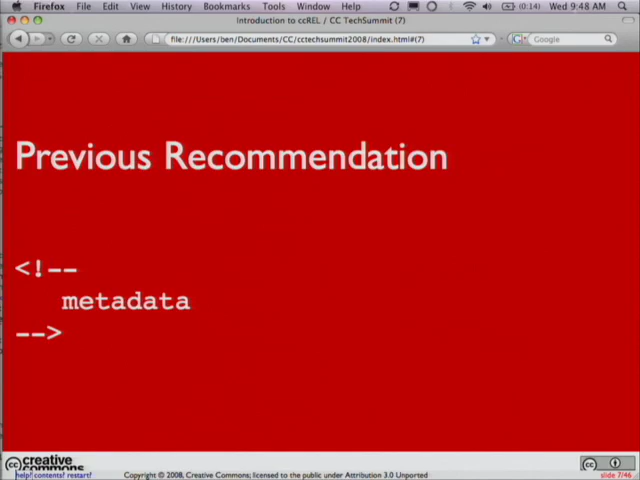 Firefox File Edit View History Bookmarks Tools Window Help (0:14) Wed 9:48 AM
Introduction to ccREL / CC TechSummit (7)
file:///Users/ben/Documents/CC/cctechsummit2008/index.html#(7) Google
Previous Recommendation
<!--
metadata
-->
cc creative commons
help? contents? restart? Copyright © 2008, Creative Commons; licensed to the public under Attribution 3.0 Unported slide 7/46